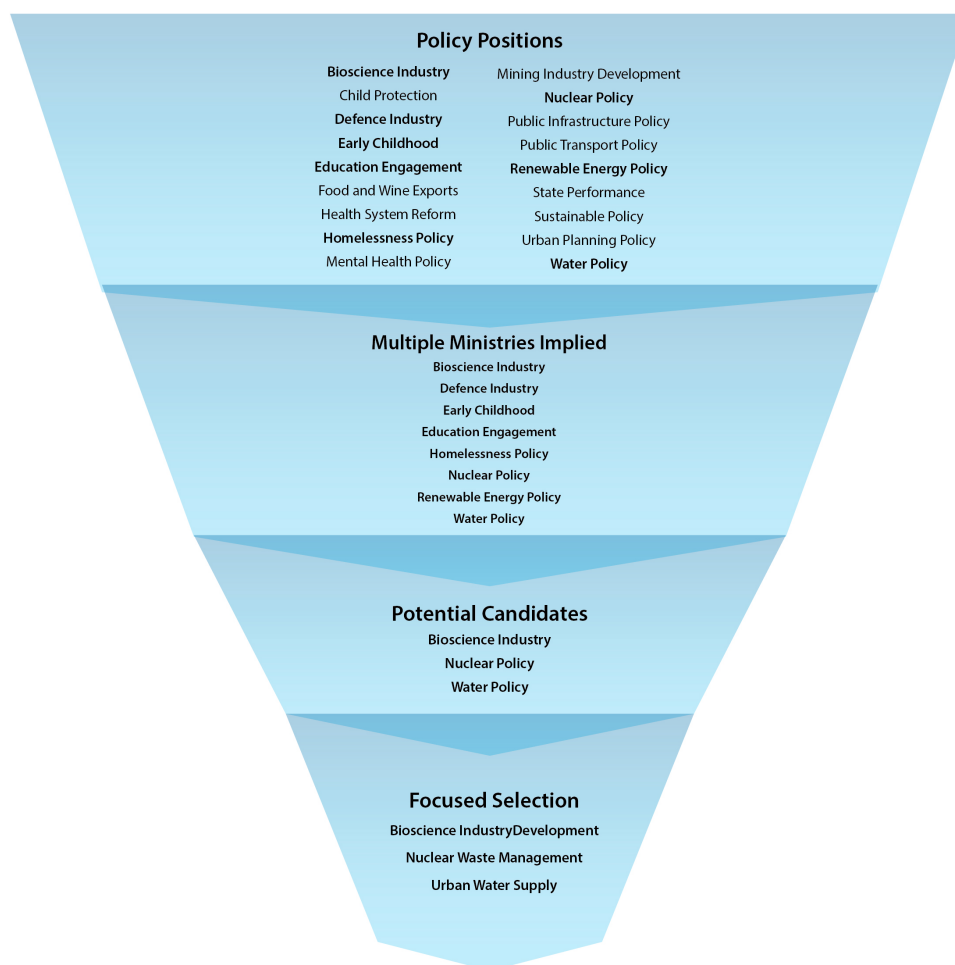 Policy Positions
Bioscience Industry
Child Protection
Defence Industry
Early Childhood
Education Engagement
Food and Wine Exports
Health System Reform
Homelessness Policy
Mental Health Policy
Mining Industry Development
Nuclear Policy
Public Infrastructure Policy
Public Transport Policy
Renewable Energy Policy
State Performance
Sustainable Policy
Urban Planning Policy
Water Policy
Multiple Ministries Implied
Bioscience Industry
Defence Industry
Early Childhood
Education Engagement
Homelessness Policy
Nuclear Policy
Renewable Energy Policy
Water Policy
Potential Candidates
Bioscience Industry
Nuclear Policy
Water Policy
Focused Selection
Bioscience IndustryDevelopment
Nuclear Waste Management
Urban Water Supply